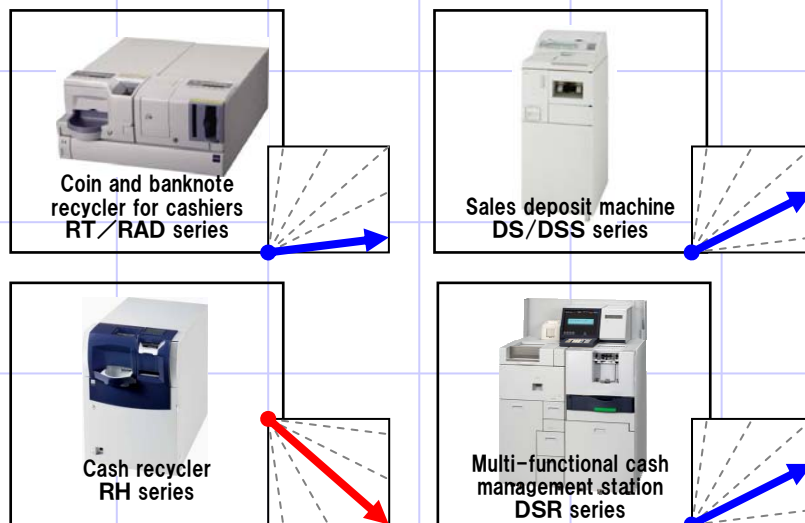 Coin and banknote
recycler for cashiers
RT／RAD series
Sales deposit machine
DS/DSS series
Cash recycler
RH series
Multi-functional cash
management station
DSR series